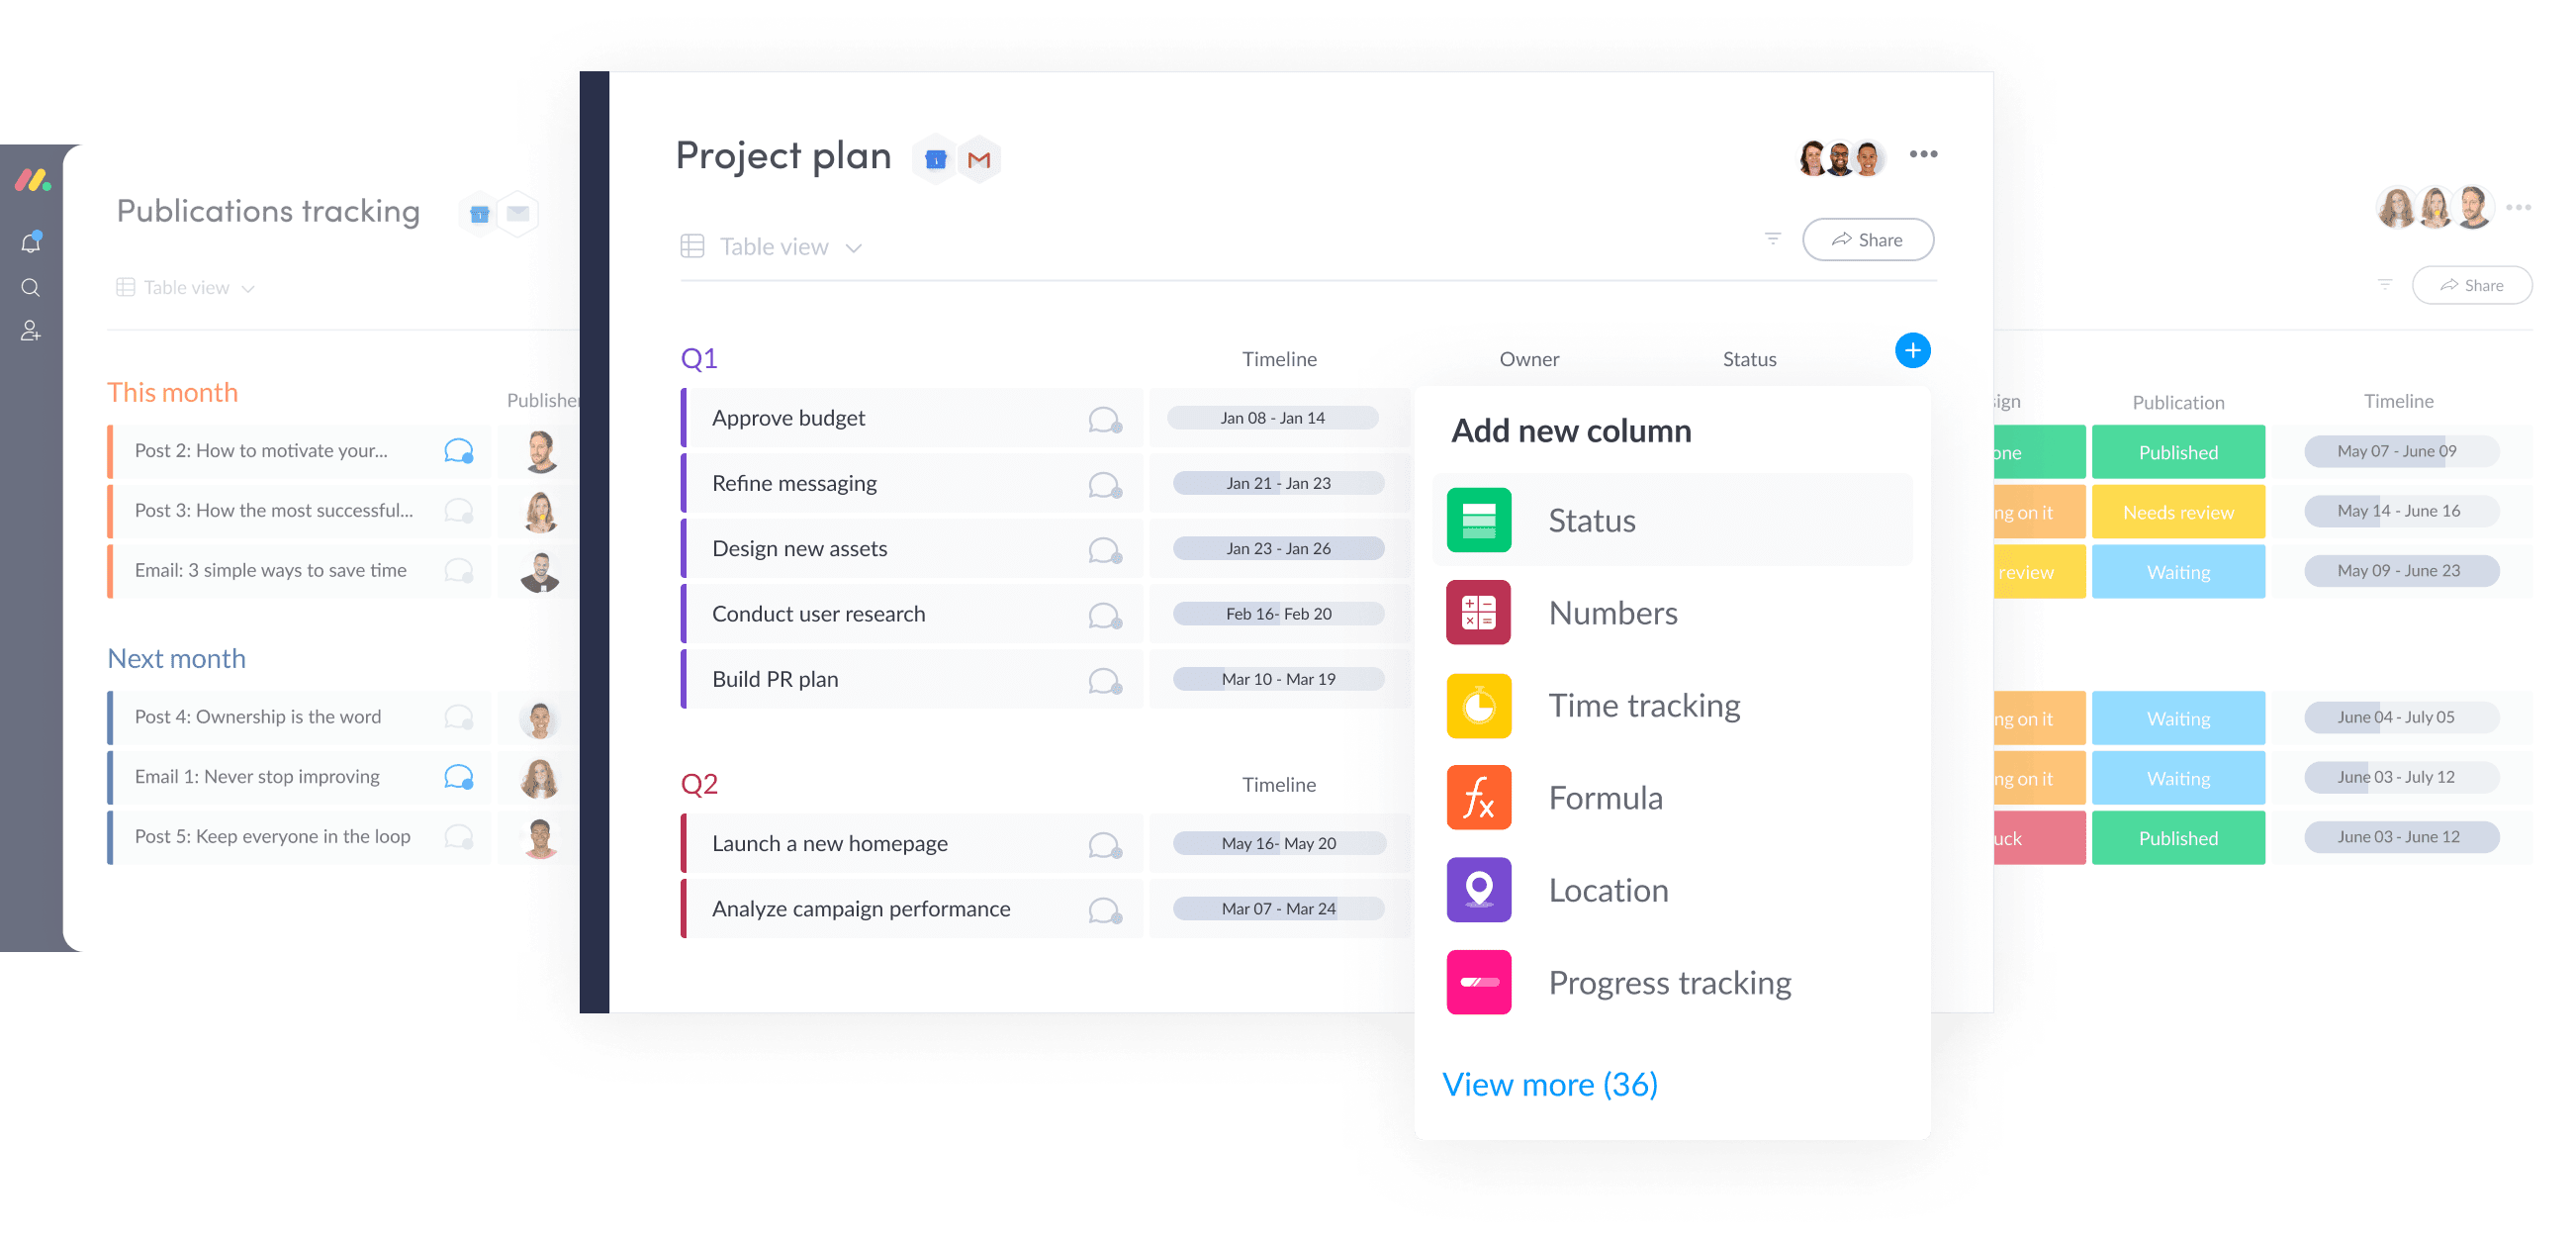 Publications tracking
Table view
This month
Publisher
Post 2: How to motivate your...
Post 3: How the most successful...
Email: 3 simple ways to save time
Next month
Post 4: Ownership is the word
Email 1: Never stop improving
Post 5: Keep everyone in the loop
Project plan
Table view
Share
Q1
Timeline
Owner
Status
Approve budget
Jan 08 - Jan 14
Refine messaging
Jan 21 - Jan 23
Design new assets
Jan 23 - Jan 26
Conduct user research
Feb 16- Feb 20
Build PR plan
Mar 10 - Mar 19
Q2
Timeline
Launch a new homepage
May 16- May 20
Analyze campaign performance
Mar 07 - Mar 24
Add new column
Status
Numbers
Time tracking
Formula
Location
Progress tracking
View more (36)
Share
ign
Publication
Timeline
one
Published
May 07 - June 09
ng on it
Needs review
May 14 - June 16
review
Waiting
May 09 - June 23
ng on it
Waiting
June 04 - July 05
ng on it
Waiting
June 03 - July 12
uck
Published
June 03 - June 12